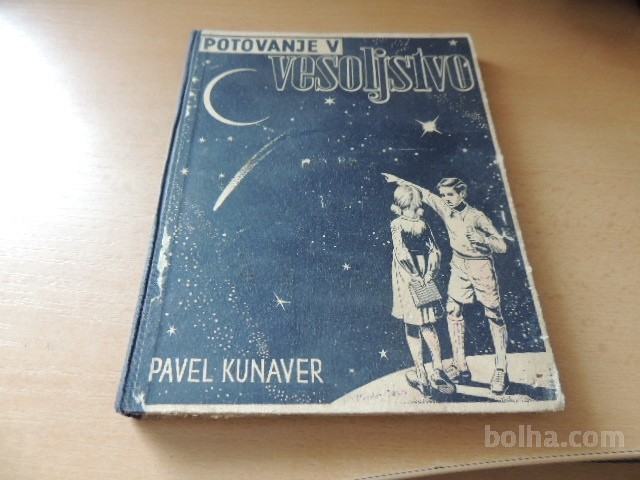 POTOVANJE V
vesoljstvo
PAVEL KUNAVER
bolha.com